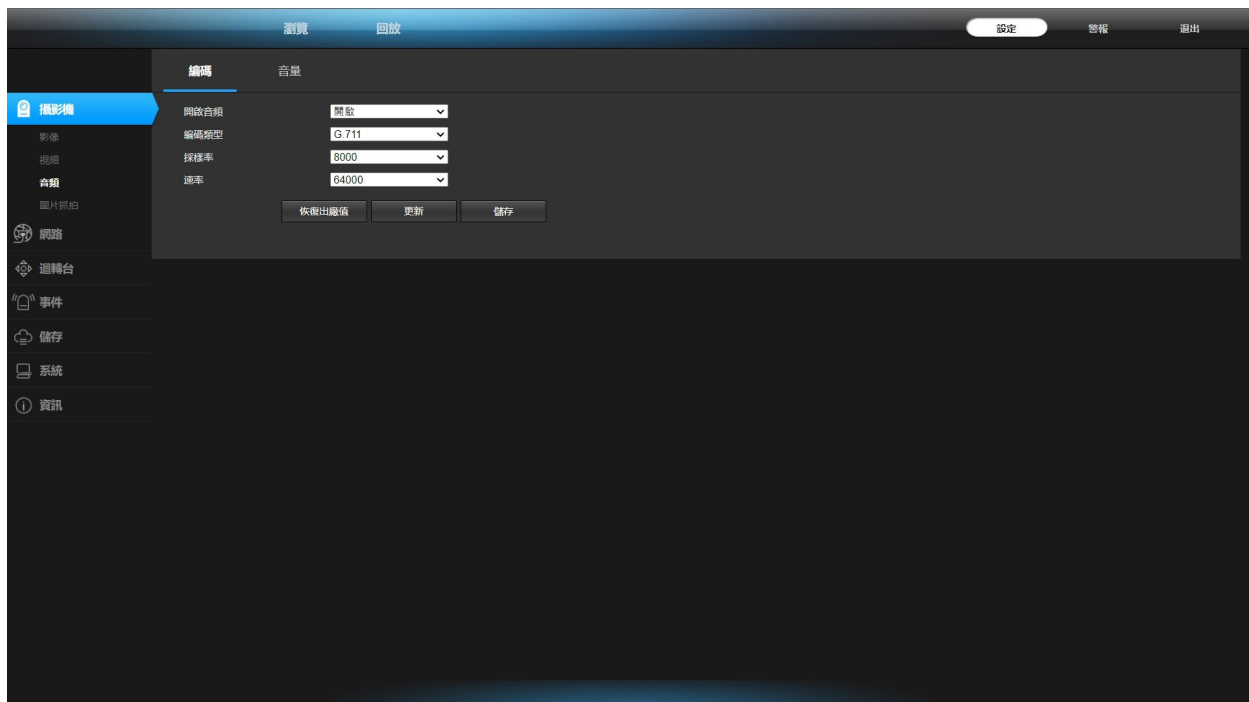 瀏覽 回放 設定 警報 退出
編碼 音量
攝影機
影像
視頻
音頻
圖片抓拍
網路
迴轉台
事件
儲存
系統
資訊
開啟音頻 開啟
編碼類型 G.711
採樣率 8000
速率 64000
恢復出廠值 更新 儲存